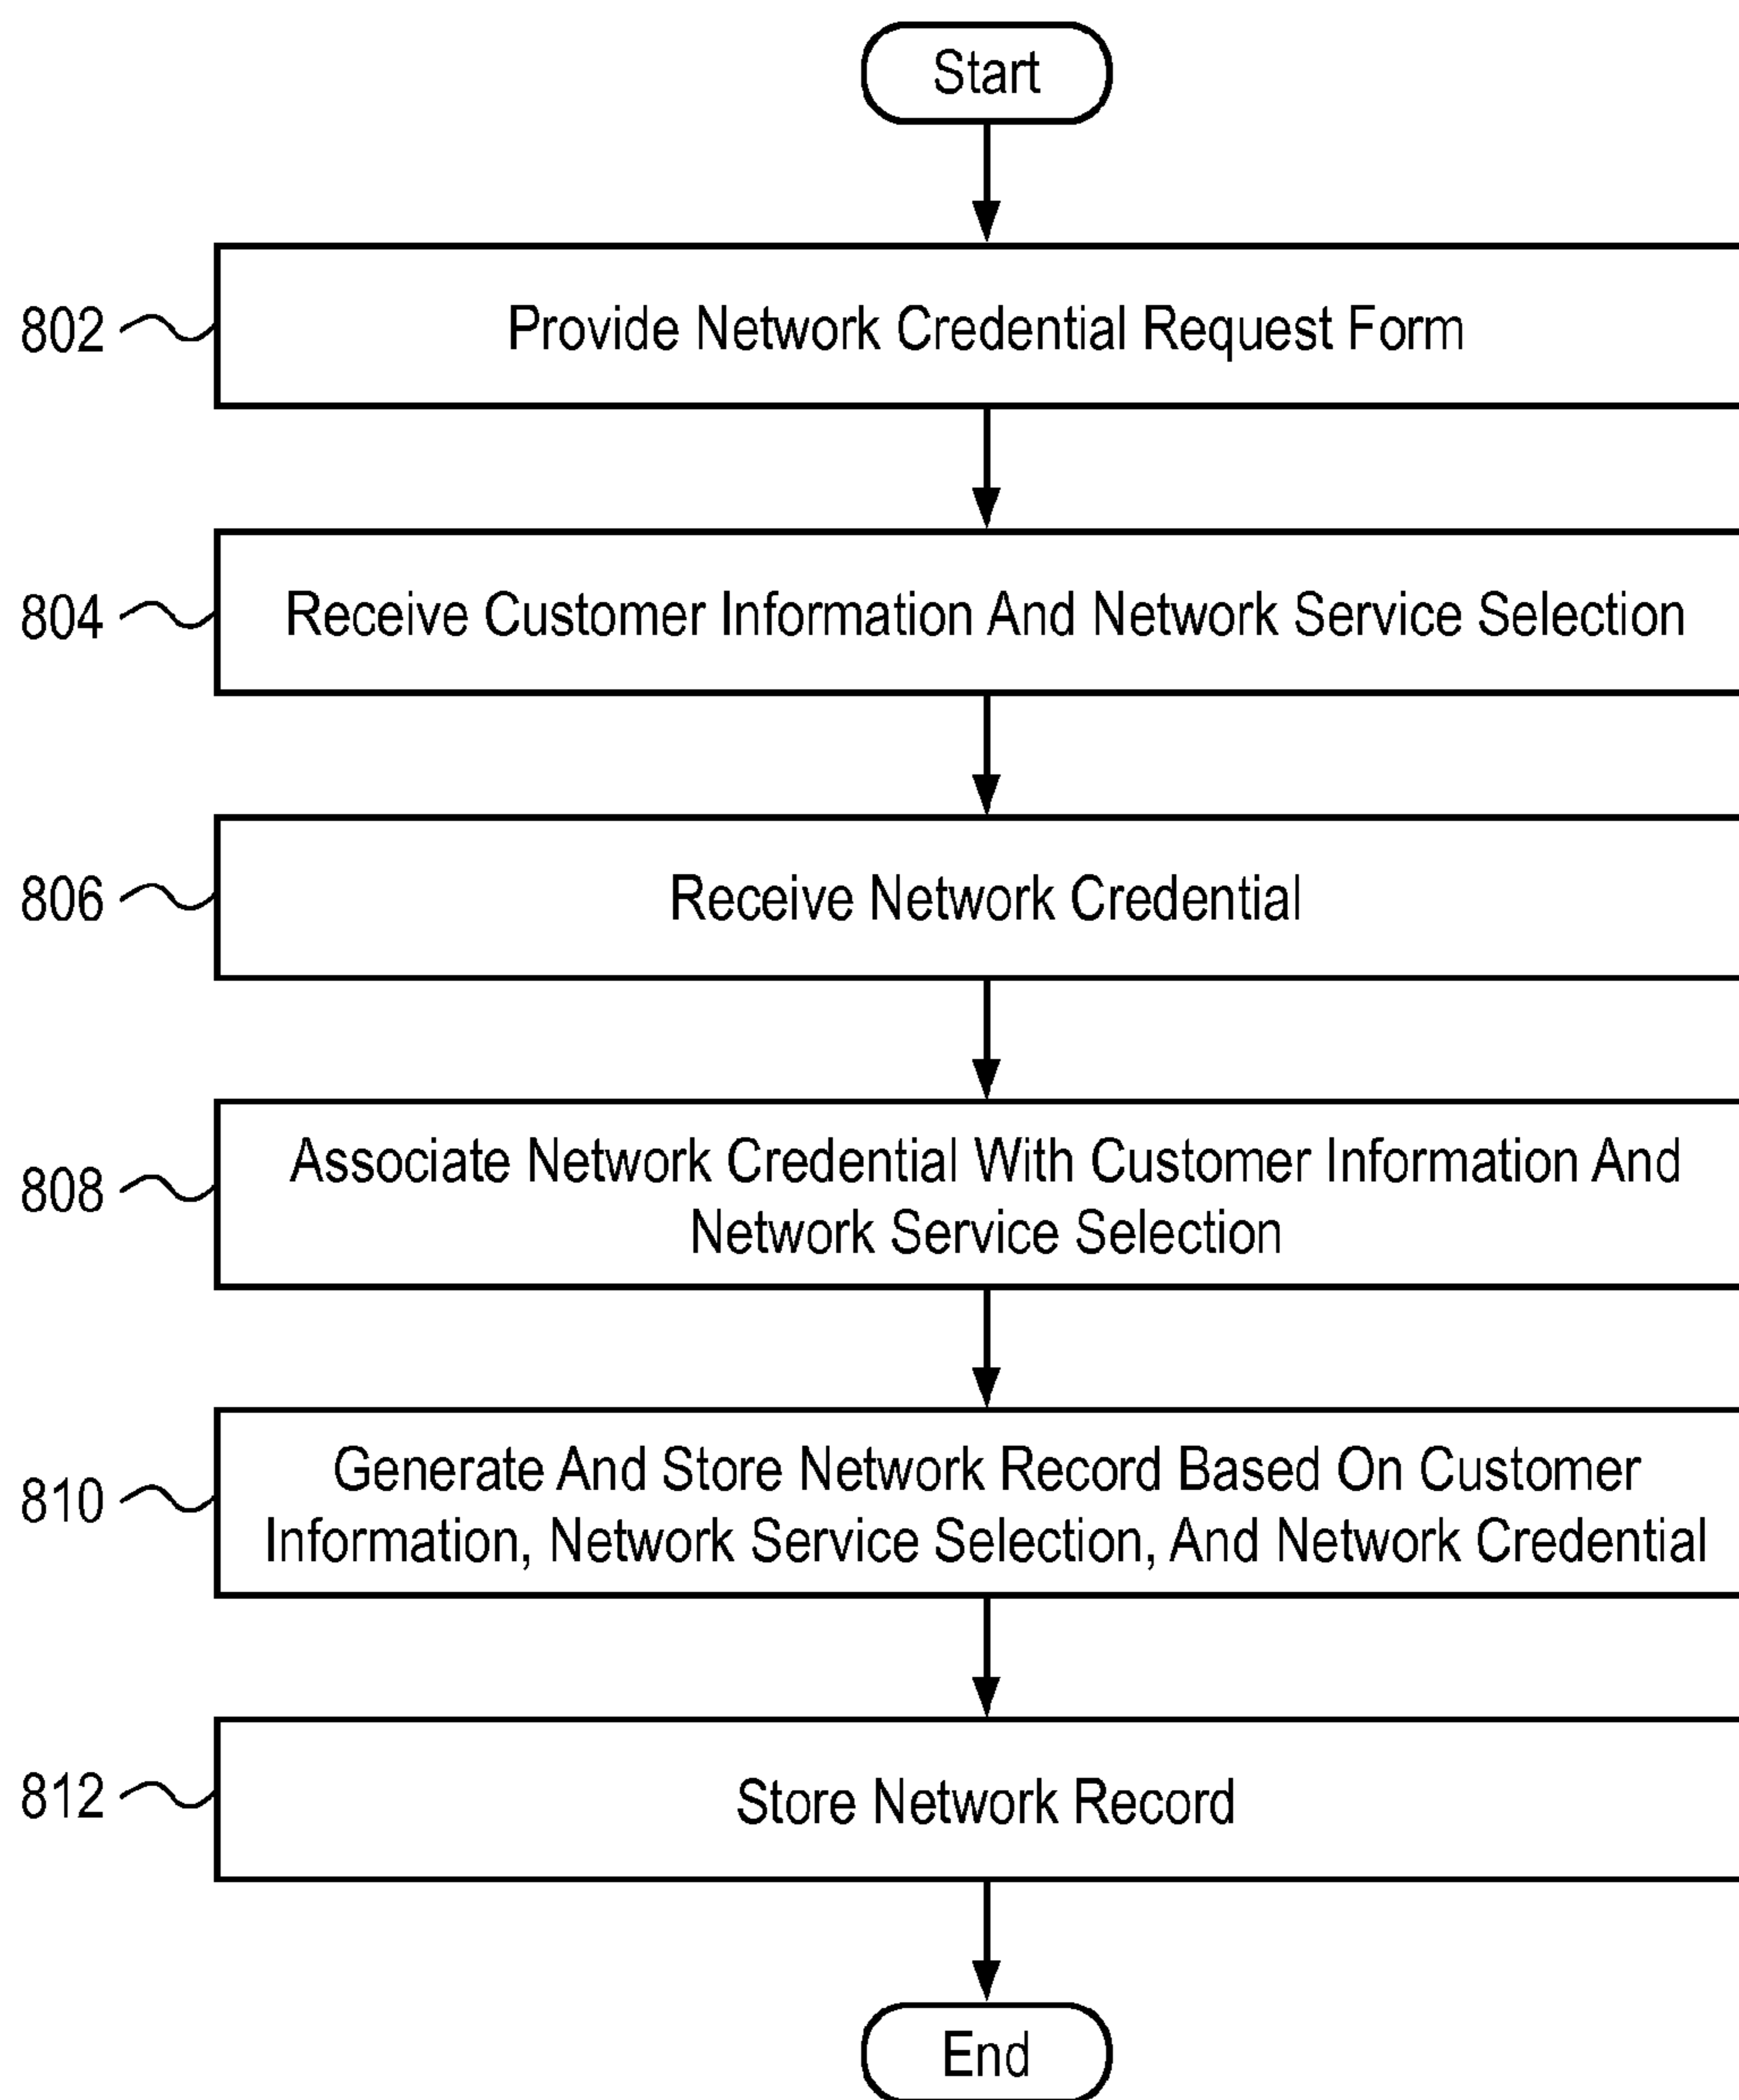 Start
802
Provide Network Credential Request Form
804
Receive Customer Information And Network Service Selection
806
Receive Network Credential
808
Associate Network Credential With Customer Information And
Network Service Selection
810
Generate And Store Network Record Based On Customer
Information, Network Service Selection, And Network Credential
812
Store Network Record
End